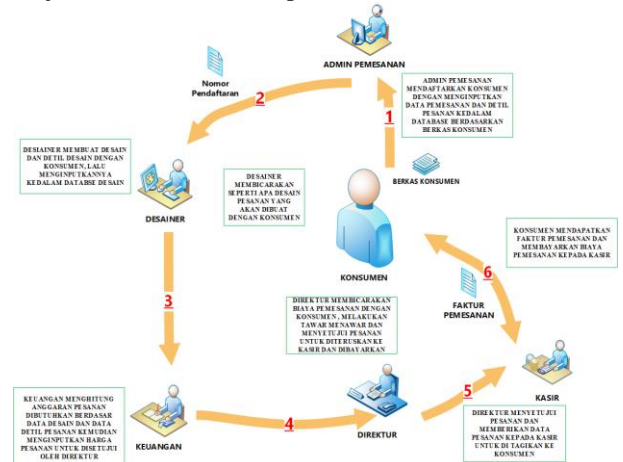 ADMIN PEMESANAN
Nomor
Pendaftaran
2
1
ADMIN PEMESANAN
MENDAFTARKAN KONSUMEN
DENGAN MENGINPUTKAN
DATA PEMESANAN DAN DETIL
PESANAN KEDALAM
DATABASE BERDASARKAN
BERKAS KONSUMEN
BERKAS KONSUMEN
DESIAINER MEMBUAT DESAIN
DAN DETIL DESAIN DENGAN
KONSUMEN, LALU
MENGINPUTKANNYA
KEDALAM DATABSE DESAIN
DESAINER
DESAINER
MEMBICARAKAN
SEPERTI APA DESAIN
PESANAN YANG
AKAN DIBUAT
DENGAN KONSUMEN
KONSUMEN
KONSUMEN MENDAPATKAN
FAKTUR PEMESANAN DAN
MEMBAYARKAN BIAYA
PEMESANAN KEPADA KASIR
6
3
FAKTUR
PEMESANAN
DIREKTUR MEMBICARAKAN
BIAYA PEMESANAN DENGAN
KONSUMEN , MELAKUKAN
TAWAR MENAWAR DAN
MENYETUJUI PESANAN
UNTUK DITERUSKAN KE
KASIR DAN DIBAYARKAN
KASIR
5
KEUANGAN MENGHITUNG
ANGGARAN PESANAN
DIBUTUHKAN BERDASAR
DATA DESAIN DAN DATA
DETIL PESANAN KEMUDIAN
MENGINPUTKAN HARGA
PESANAN UNTUK DISETUJUI
OLEH DIREKTUR
KEUANGAN
4
DIREKTUR
DIREKTUR MENYETUJUI
PESANAN DAN
MEMBERIKAN DATA
PESANAN KEPADA KASIR
UNTUK DI TAGIKAN KE
KONSUMEN